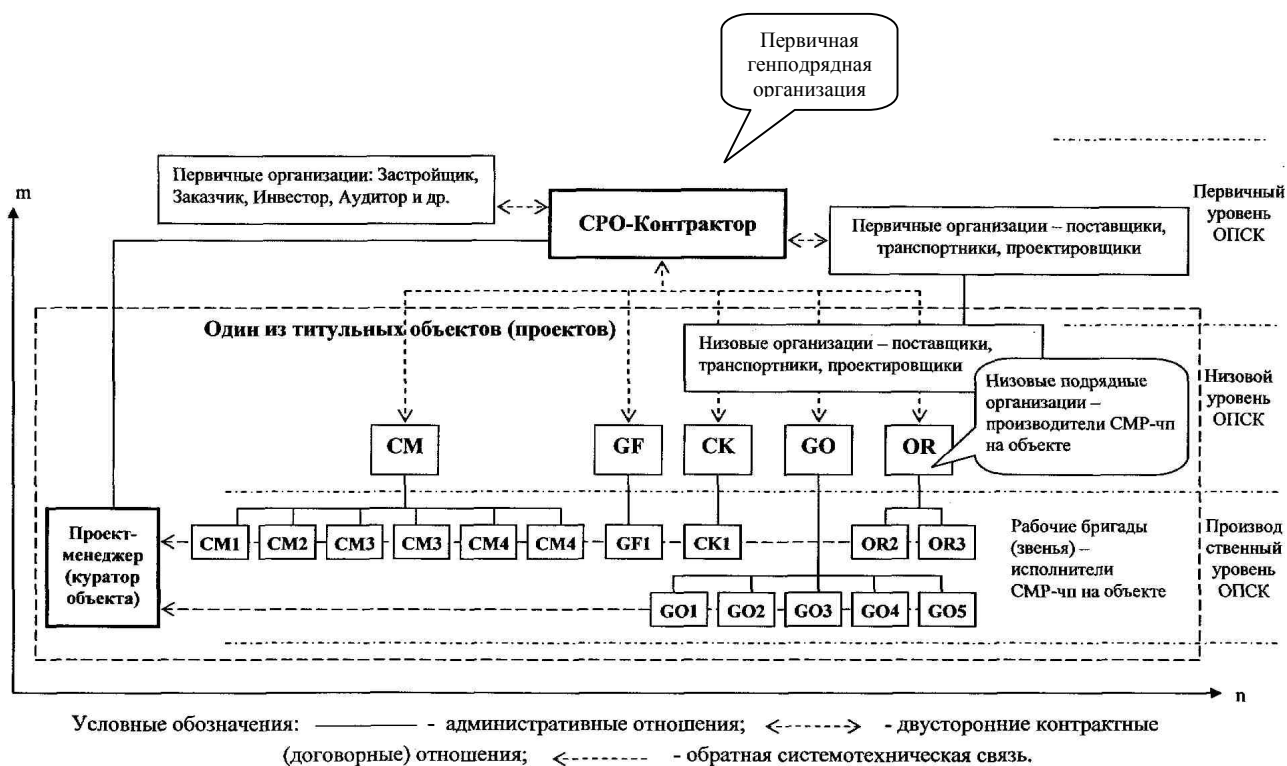 Первичная
генподрядная
организация
Первичные организации: Застройщик,
Заказчик, Инвестор, Аудитор и др.
СРО-Контрактор
Первичные организации – поставщики,
транспортники, проектировщики
Первичный
уровень
ОПСК
m
Один из титульных объектов (проектов)
Низовые организации – поставщики,
транспортники, проектировщики
Низовые подрядные
организации –
производители СМР-чп
на объекте
Низовой
уровень
ОПСК
CM
GF
CK
GO
OR
Проект-
менеджер
(куратор
объекта)
CM1
CM2
CM3
CM3
CM4
CM4
GF1
CK1
OR2
OR3
GO1
GO2
GO3
GO4
GO5
Рабочие бригады
(звенья) –
исполнители
СМР-чп на объекте
Производ
ственный
уровень
ОПСК
n
Условные обозначения: - административные отношения; - двусторонние контрактные
(договорные) отношения; - обратная системотехническая связь.